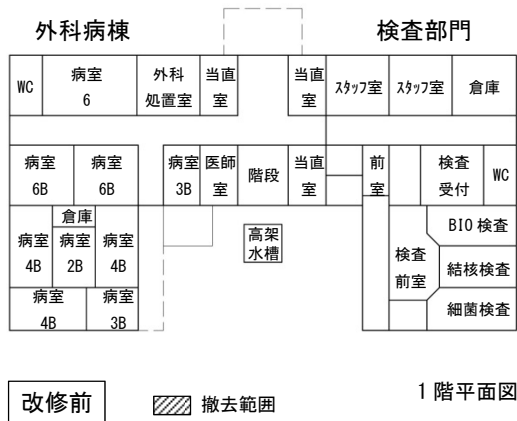 外科病棟
検査部門
WC
病室
6
外科
処置室
当直
室
当直
室
スタッフ室
スタッフ室
倉庫
病室
6B
病室
6B
病室
3B
医師
室
階段
当直
室
前
室
検査
受付
WC
病室
4B
倉庫
病室
2B
病室
4B
高架
水槽
検査
前室
BIO 検査
結核検査
細菌検査
病室
4B
病室
3B
改修前
撤去範囲
1階平面図